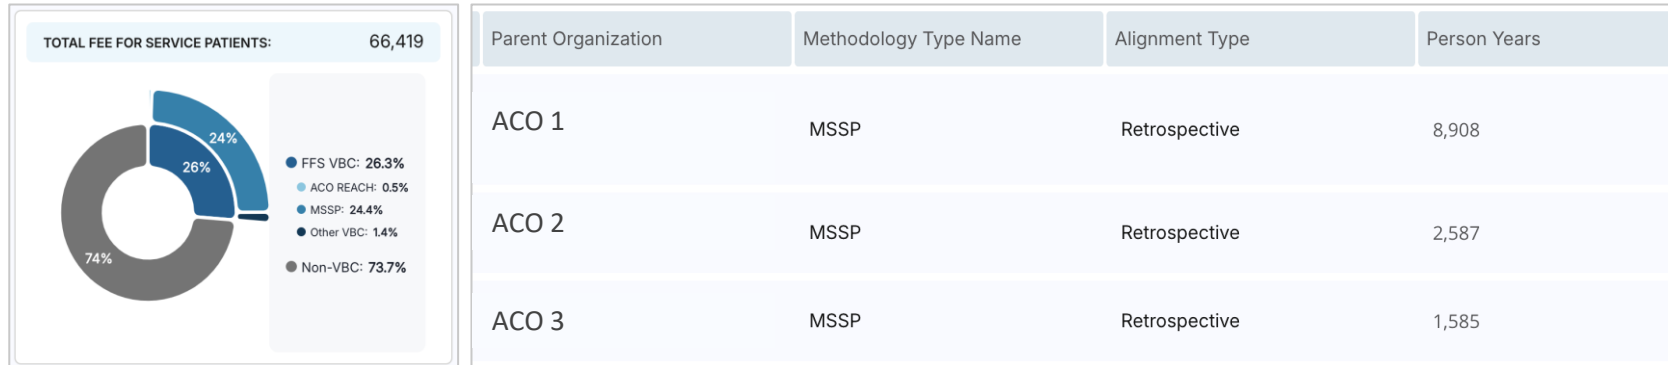 TOTAL FEE FOR SERVICE PATIENTS: 66,419
24%
26%
74%
FFS VBC: 26.3%
ACO REACH: 0.5%
MSSP: 24.4%
Other VBC: 1.4%
Non-VBC: 73.7%
Parent Organization Methodology Type Name Alignment Type Person Years
ACO 1 MSSP Retrospective 8,908
ACO 2 MSSP Retrospective 2,587
ACO 3 MSSP Retrospective 1,585